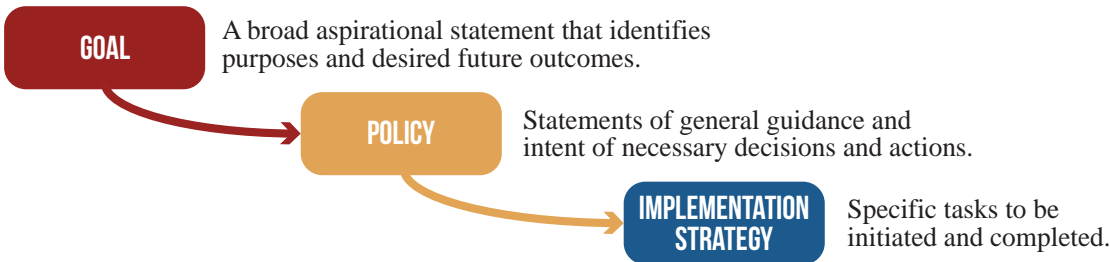 GOAL
A broad aspirational statement that identifies
purposes and desired future outcomes.
POLICY
Statements of general guidance and
intent of necessary decisions and actions.
IMPLEMENTATION
STRATEGY
Specific tasks to be
initiated and completed.